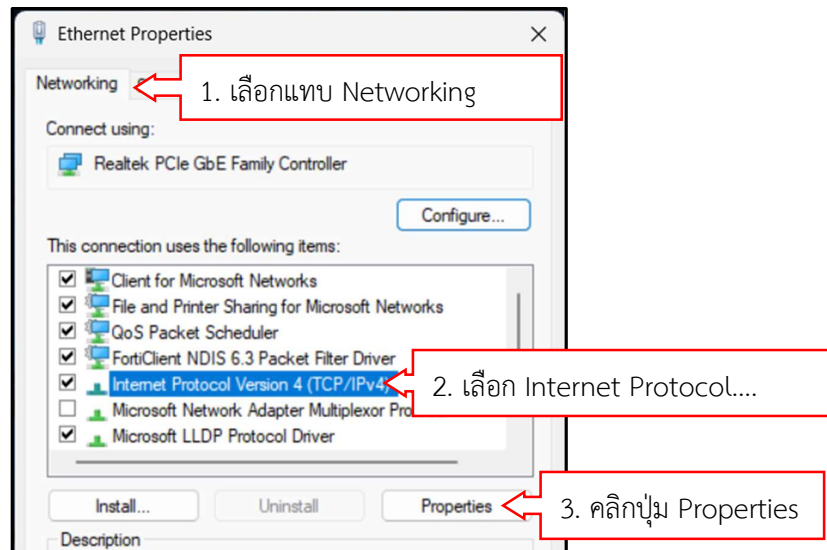 Ethernet Properties
Networking
1. เลือกแทบ Networking
Connect using:
Realtek PCIe GbE Family Controller
Configure...
This connection uses the following items:
Client for Microsoft Networks
File and Printer Sharing for Microsoft Networks
QoS Packet Scheduler
FortiClient NDIS 6.3 Packet Filter Driver
Internet Protocol Version 4 (TCP/IPv4)
2. เลือก Internet Protocol....
Microsoft Network Adapter Multiplexor Pro
Microsoft LLDP Protocol Driver
Install...
Uninstall
Properties
3. คลิกปุ่ม Properties
Description